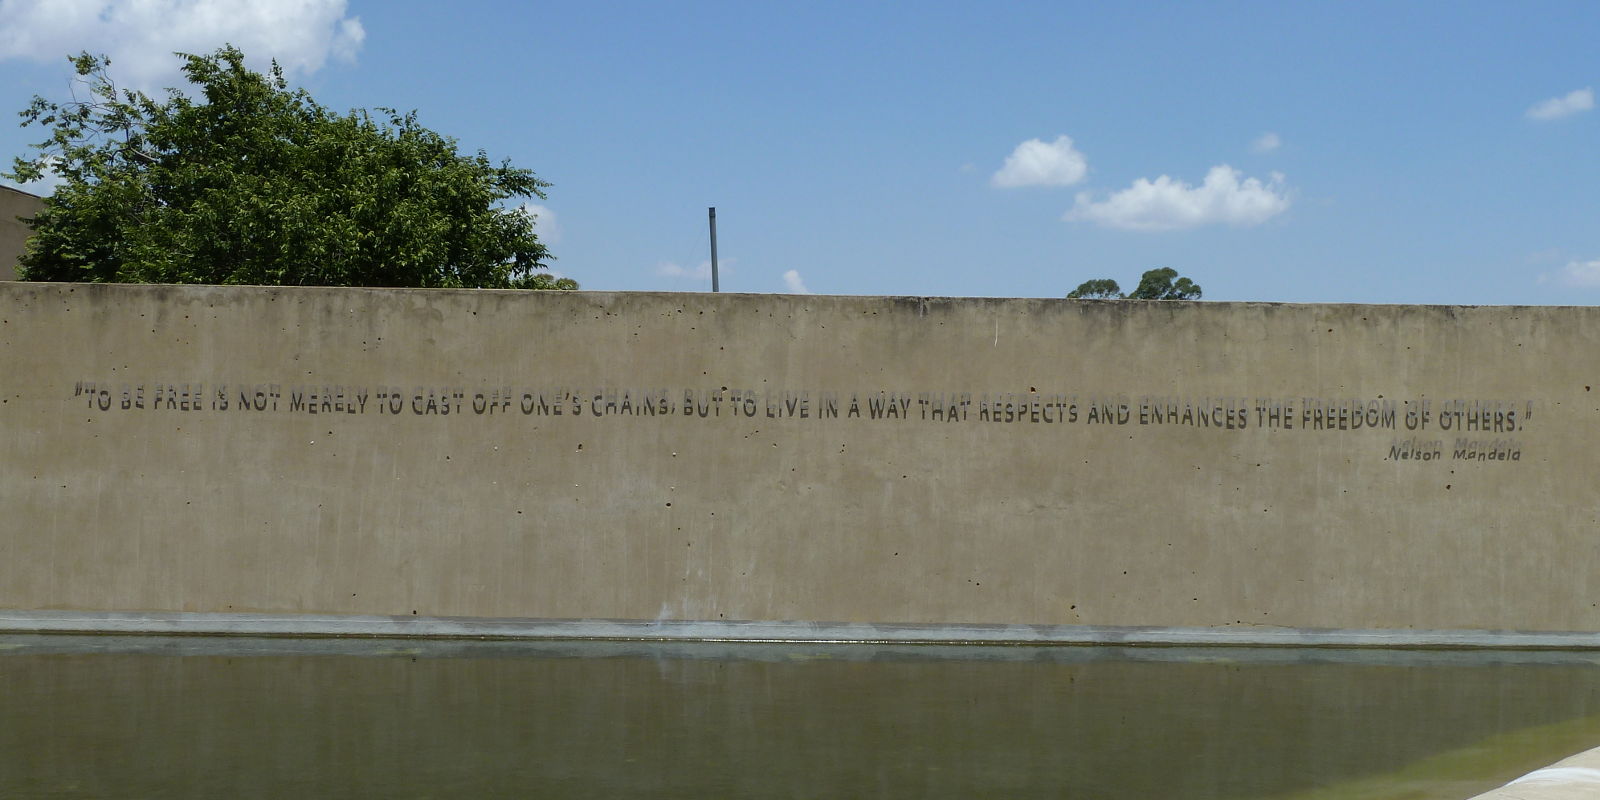 "TO BE FREE IS NOT MERELY TO CAST OFF ONE'S CHAINS, BUT TO LIVE IN A WAY THAT RESPECTS AND ENHANCES THE FREEDOM OF OTHERS."
Nelson Mandela